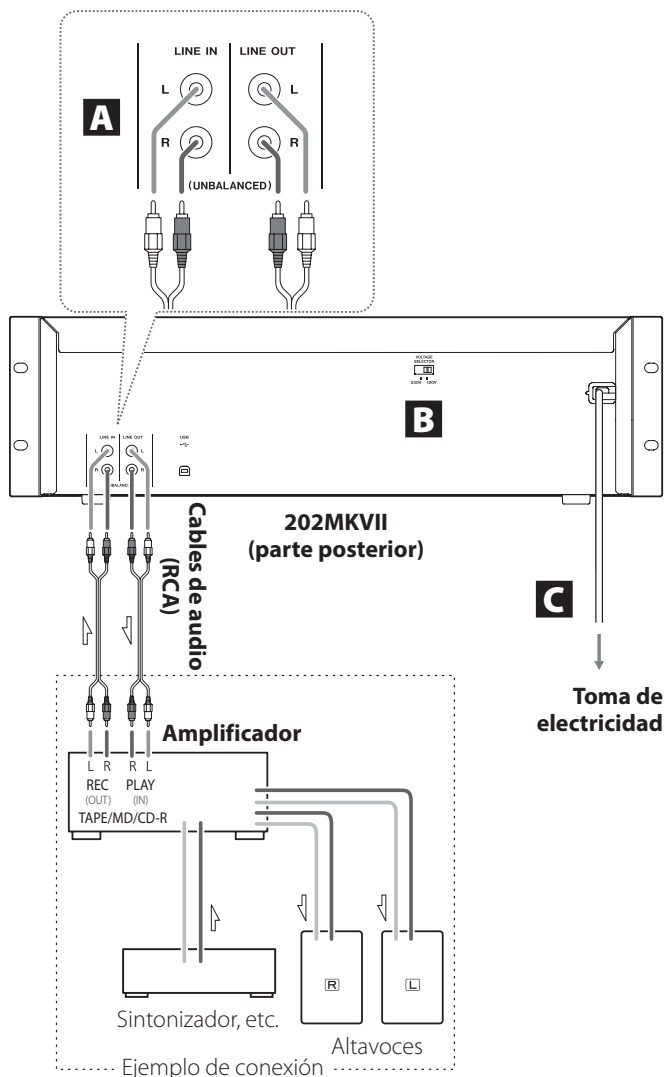 LINE IN LINE OUT
L L
A
R R
(UNBALANCED)
VOLTAGE
SELECTOR
230V 120V
B
LINE IN LINE OUT
L L
R R
USB
202MKVII
(parte posterior)
Cables de audio
(RCA)
C
Toma de
electricidad
Amplificador
L R R L
REC PLAY
(OUT) (IN)
TAPE/MD/CD-R
R L
Sintonizador, etc.
Altavoces
Ejemplo de conexión